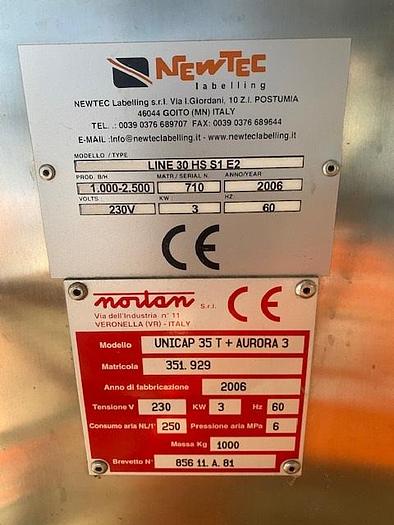 NEWTEC
labelling
NEWTEC Labelling s.r.l. Via I.Giordani, 10 Z.I. POSTUMIA
46044 GOITO (MN) ITALY
TEL. .: 0039 0376 689707 FAX: 0039 0376 689644
E-MAIL :Info@newteclabelling.it - www.newteclabelling.it
MODELLO / TYPE
LINE 30 HS S1 E2
PROD. B/H MATR./ SERIAL N. ANNO/YEAR
1.000-2.500 710 2006
VOLTS KW HZ
230V 3 60
CE
nortan S.r.l. CE
Via dell'Industria n° 11
VERONELLA (VR) - ITALY
Modello UNICAP 35 T + AURORA 3
Matricola 351.929
Anno di fabbricazione 2006
Tensione V 230 KW 3 Hz 60
Consumo aria NL/1' 250 Pressione aria MPa 6
Massa Kg 1000
Brevetto N° 856 11.A.81